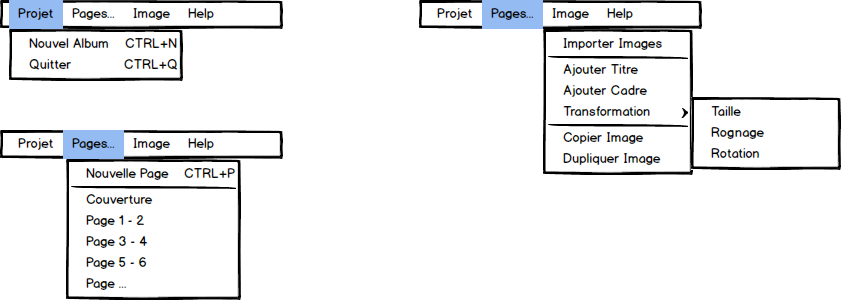 Projet Pages... Image Help
Nouvel Album CTRL+N
Quitter CTRL+Q
Projet Pages... Image Help
Nouvelle Page CTRL+P
Couverture
Page 1 - 2
Page 3 - 4
Page 5 - 6
Page ...
Projet Pages... Image Help
Importer Images
Ajouter Titre
Ajouter Cadre
Transformation
Copier Image
Dupliquer Image
Taille
Rognage
Rotation